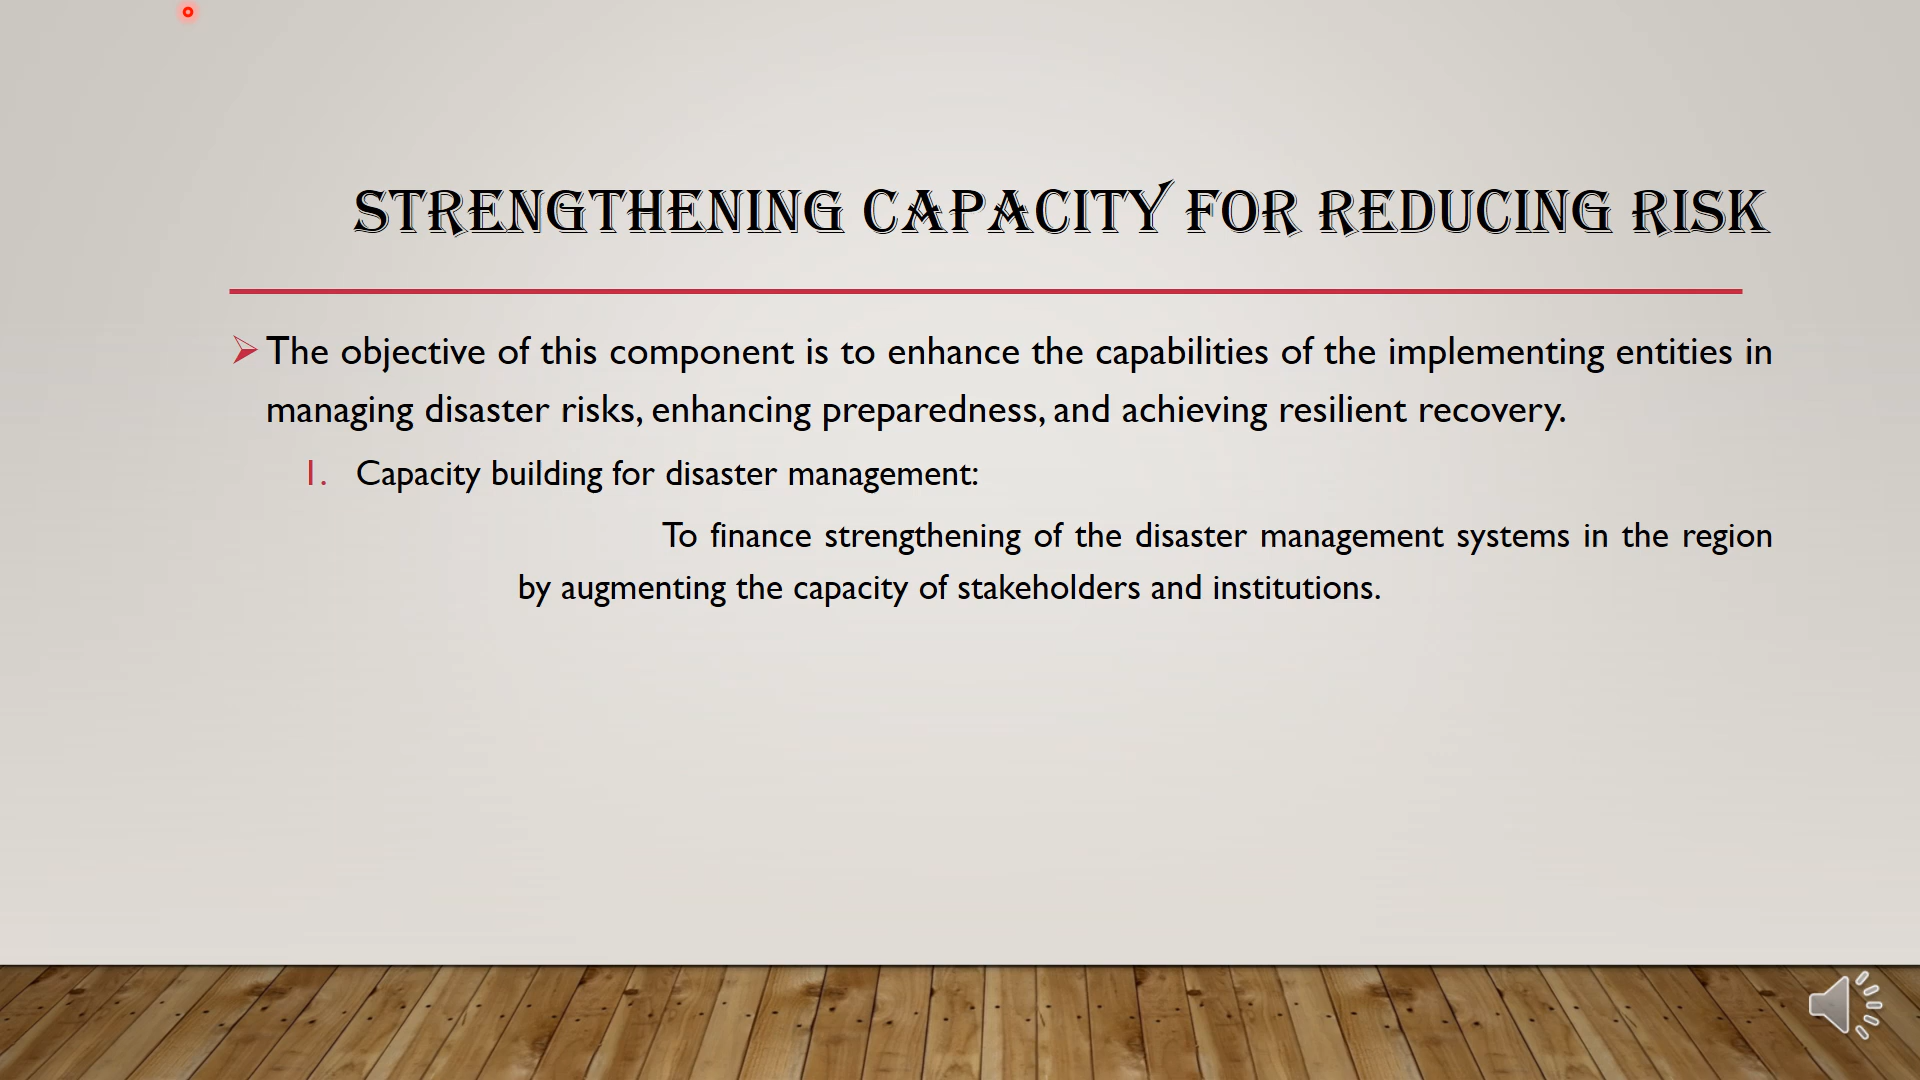 STRENGTHENING CAPACITY FOR REDUCING RISK
➢ The objective of this component is to enhance the capabilities of the implementing entities in
managing disaster risks, enhancing preparedness, and achieving resilient recovery.
1. Capacity building for disaster management:
To finance strengthening of the disaster management systems in the region
by augmenting the capacity of stakeholders and institutions.